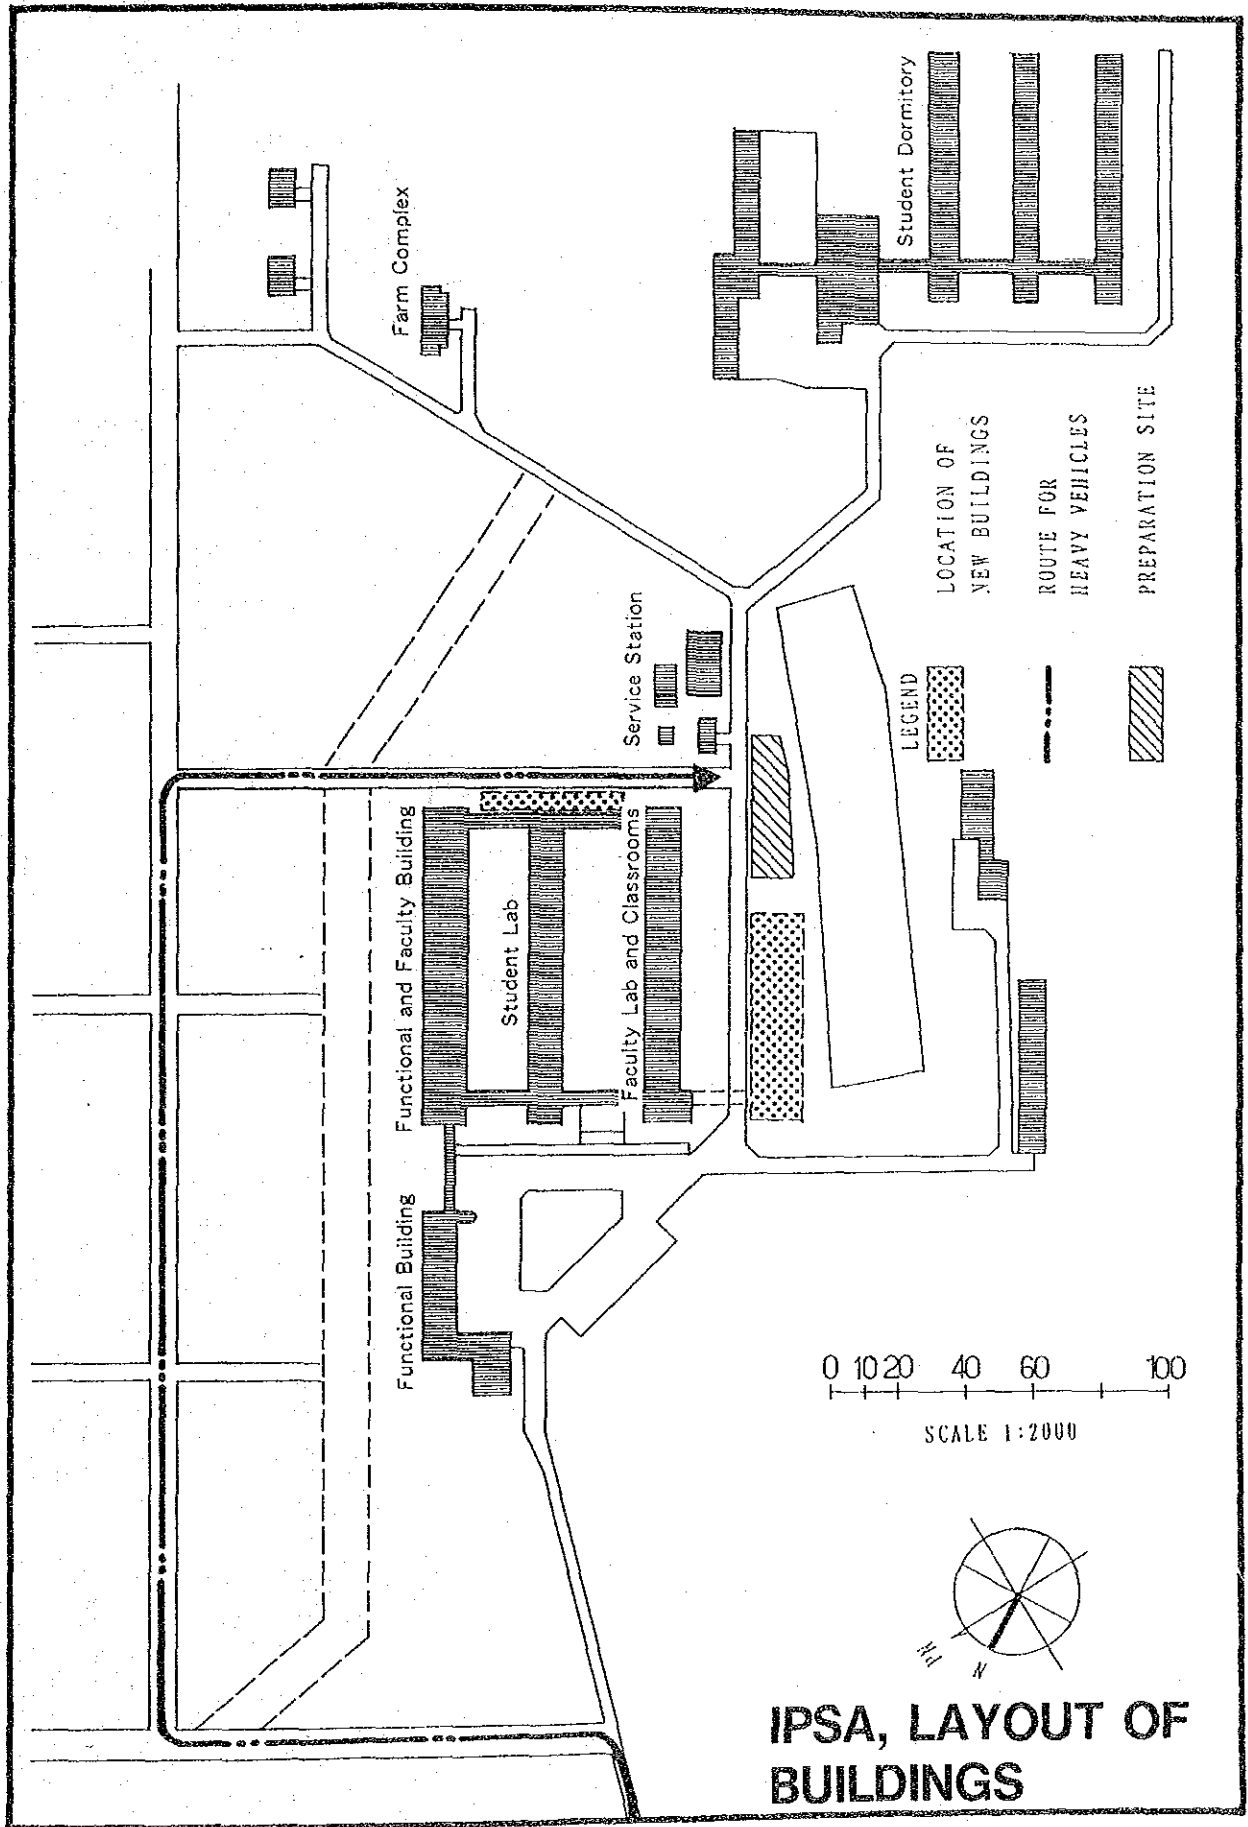 Student Dormitory
Farm Complex
Service Station
Functional and Faculty Building
Student Lab
Faculty Lab and Classrooms
Functional Building
LEGEND
LOCATION OF
NEW BUILDINGS
ROUTE FOR
HEAVY VEHICLES
PREPARATION SITE
0 10 20 40 60 100
SCALE 1:2000
PN
N
IPSA, LAYOUT OF
BUILDINGS